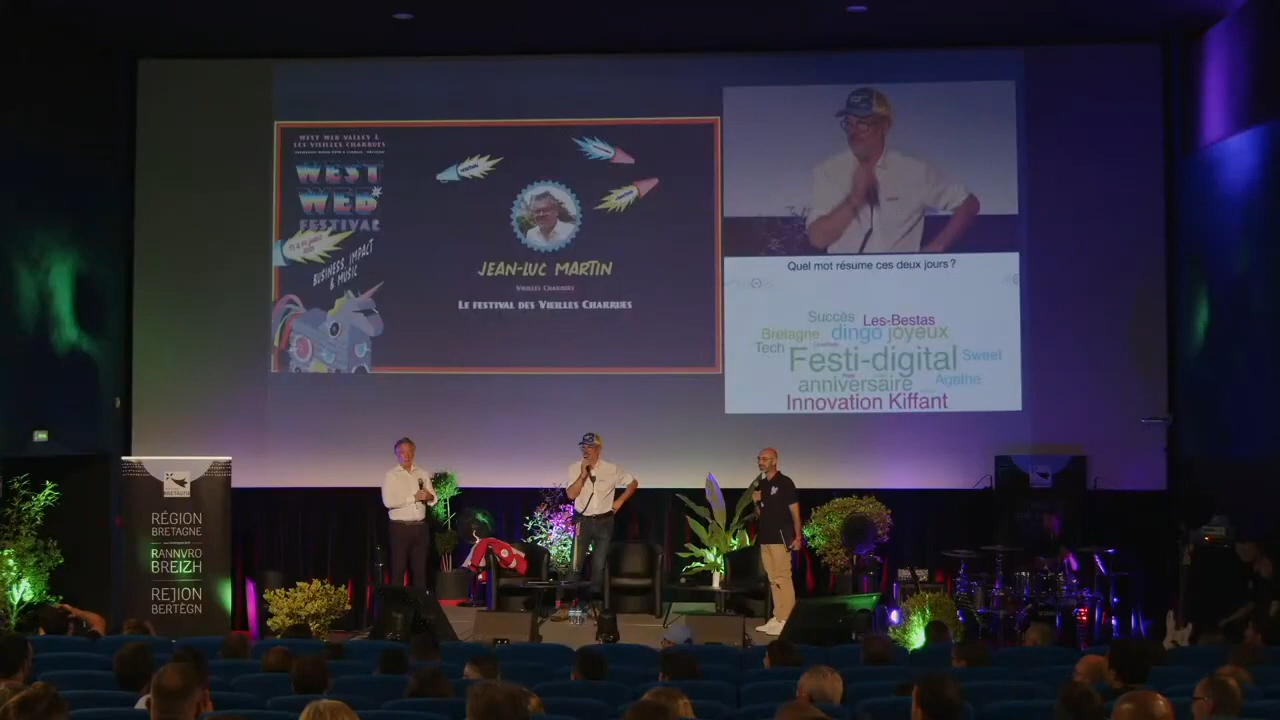 WEST WEB VALLEY &
LES VIEILLES CHARRUES
WEST
WEB
FESTIVAL
BUSINESS, IMPACT
& MUSIC
JEAN-LUC MARTIN
VIEILLES CHARRUES
LE FESTIVAL DES VIEILLES CHARRUES
Quel mot résume ces deux jours ?
Succès Les-Bestas
Bretagne dingo joyeux
Tech Festi-digital Sweet
anniversaire Agathe
Innovation Kiffant
BRETAGNE
RÉGION
BRETAGNE
RANNVRO
BREIZH
REJION
BERTÈGN